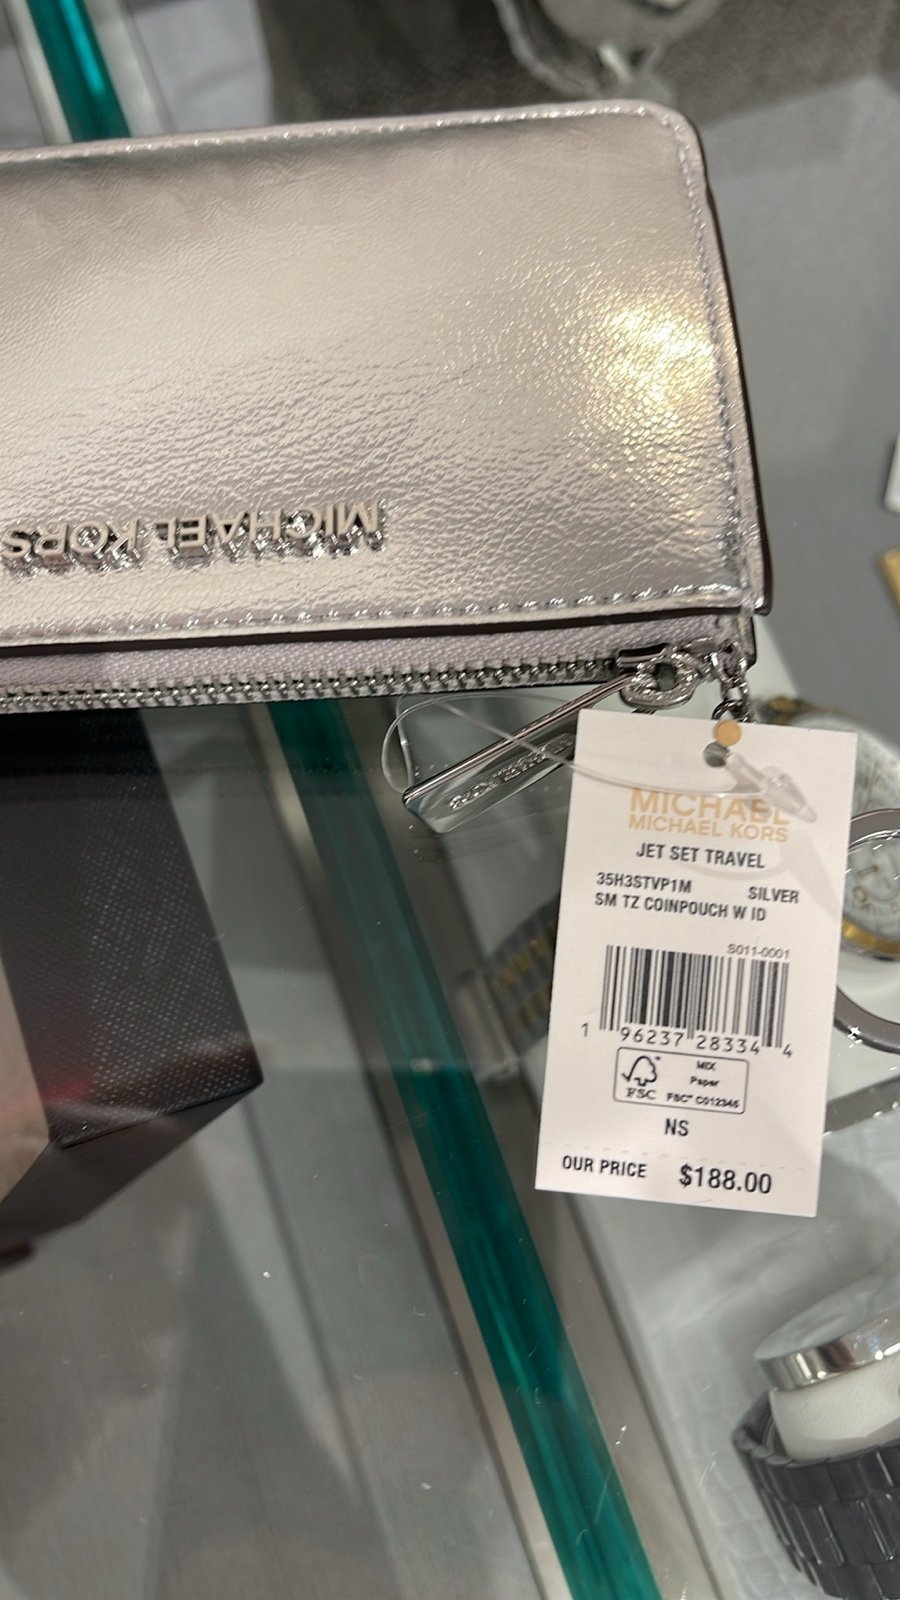 MICHAEL KORS
MICHAEL
MICHAEL KORS
JET SET TRAVEL
35H3STVP1M SILVER
SM TZ COINPOUCH W ID
S011-0001
1 96237 28334 4
FSC
MIX
Paper
FSC™ C012345
NS
OUR PRICE $188.00